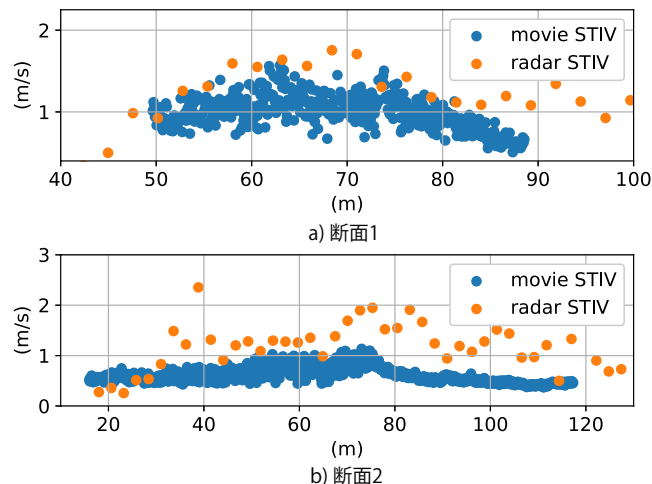 2
1
(m/s)
movie STIV
radar STIV
40 50 60 70 80 90 100
(m)
a) 断面1
3
2
1
0
(m/s)
movie STIV
radar STIV
20 40 60 80 100 120
(m)
b) 断面2